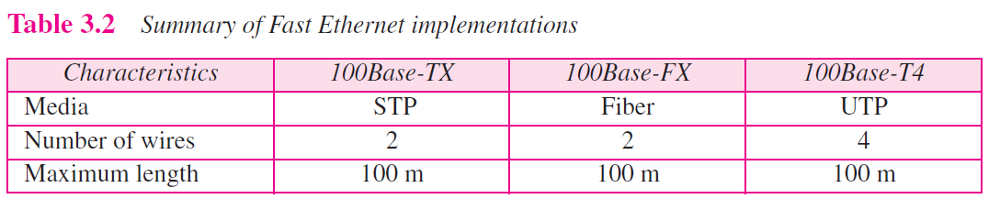 Table 3.2 Summary of Fast Ethernet implementations
Characteristics 100Base-TX 100Base-FX 100Base-T4
Media STP Fiber UTP
Number of wires 2 2 4
Maximum length 100 m 100 m 100 m